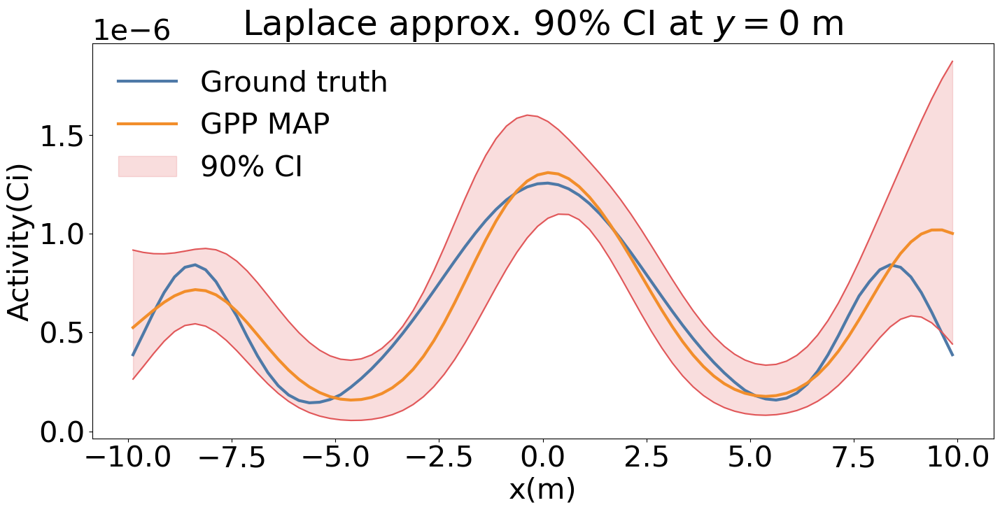 Laplace approx. 90% CI at y = 0 m
1e−6
Ground truth
GPP MAP
90% CI
Activity(Ci)
1.5
1.0
0.5
0.0
−10.0 −7.5 −5.0 −2.5 0.0 2.5 5.0 7.5 10.0
x(m)